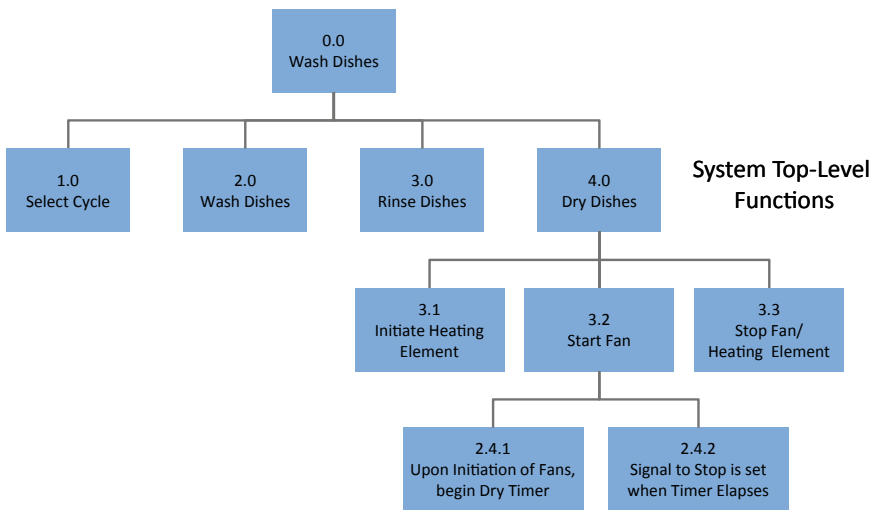 0.0
Wash Dishes
1.0
Select Cycle
2.0
Wash Dishes
3.0
Rinse Dishes
4.0
Dry Dishes
System Top-Level
Functions
3.1
Initiate Heating
Element
3.2
Start Fan
3.3
Stop Fan/
Heating Element
2.4.1
Upon Initiation of Fans,
begin Dry Timer
2.4.2
Signal to Stop is set
when Timer Elapses